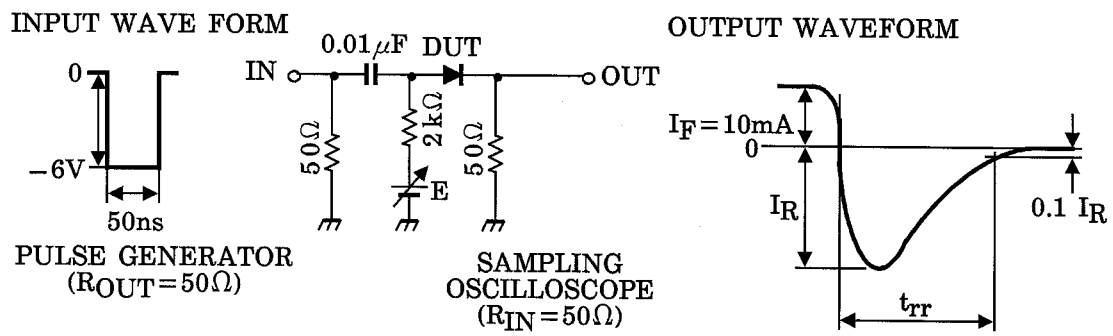 INPUT WAVE FORM
0
−6V
50ns
PULSE GENERATOR
(ROUT=50Ω)
0.01μF
DUT
IN
OUT
50Ω
2kΩ
E
50Ω
SAMPLING
OSCILLOSCOPE
(RIN=50Ω)
OUTPUT WAVEFORM
IF=10mA
0
IR
0.1 IR
trr